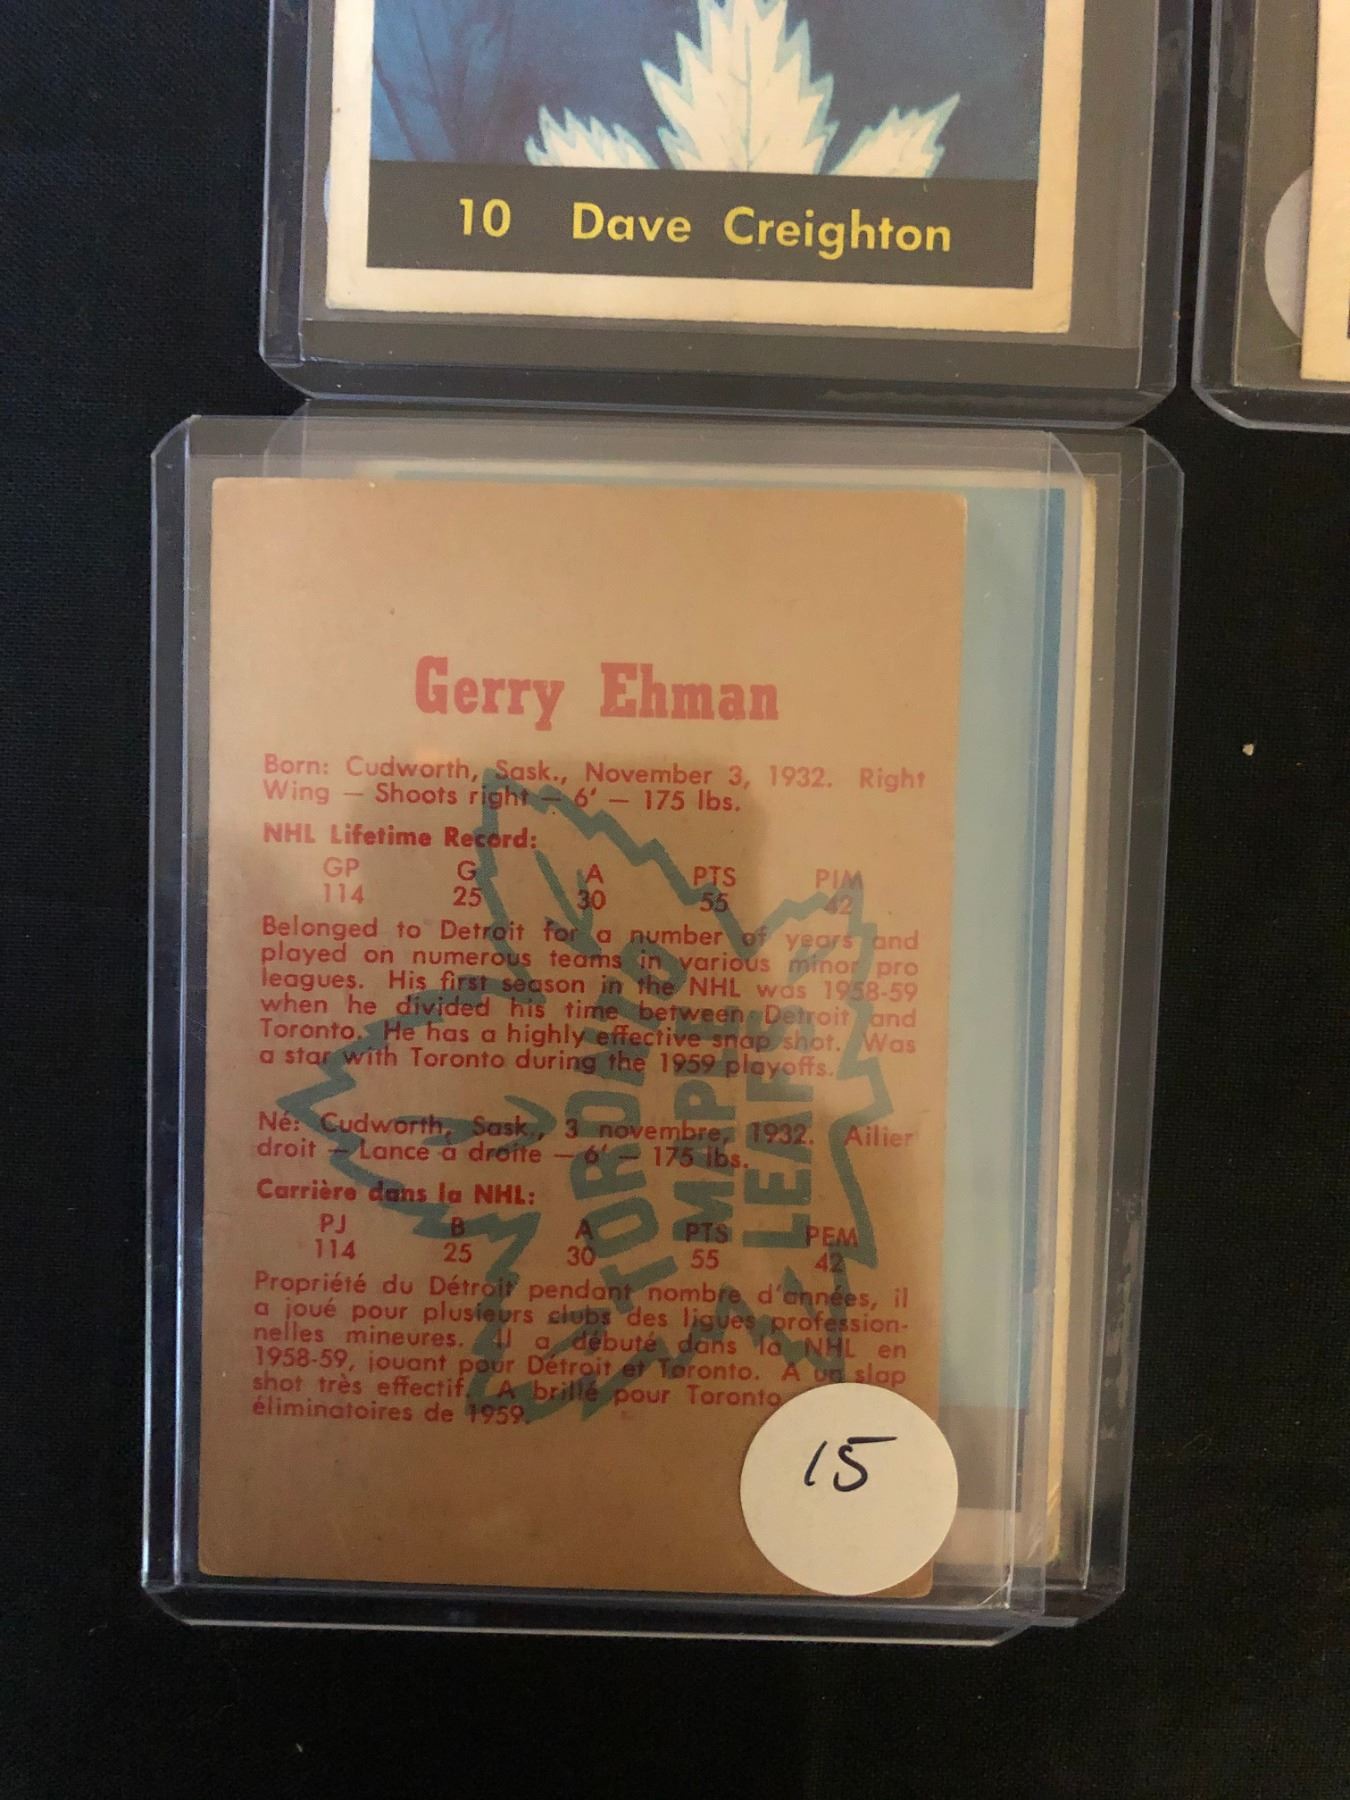 10 Dave Creighton
Gerry Ehman
Born: Cudworth, Sask., November 3, 1932. Right
Wing — Shoots right — 6' — 175 lbs.
NHL Lifetime Record:
GP G A PTS PIM
114 25 30 55 42
Belonged to Detroit for a number of years and
played on numerous teams in various minor pro
leagues. His first season in the NHL was 1958-59
when he divided his time between Detroit and
Toronto. He has a highly effective snap shot. Was
a star with Toronto during the 1959 playoffs.
Né: Cudworth, Sask., 3 novembre, 1932. Ailier
droit — Lance à droite — 6' — 175 lbs.
Carrière dans la NHL:
PJ B A PTS PEM
114 25 30 55 42
Propriété du Détroit pendant nombre d'années, il
a joué pour plusieurs clubs des ligues profession-
nelles mineures. Il a débuté dans la NHL en
1958-59, jouant pour Détroit et Toronto. A un slap
shot très effectif. A brillé pour Toronto
éliminatoires de 1959.
TORONTO
MAPLE
LEAFS
15